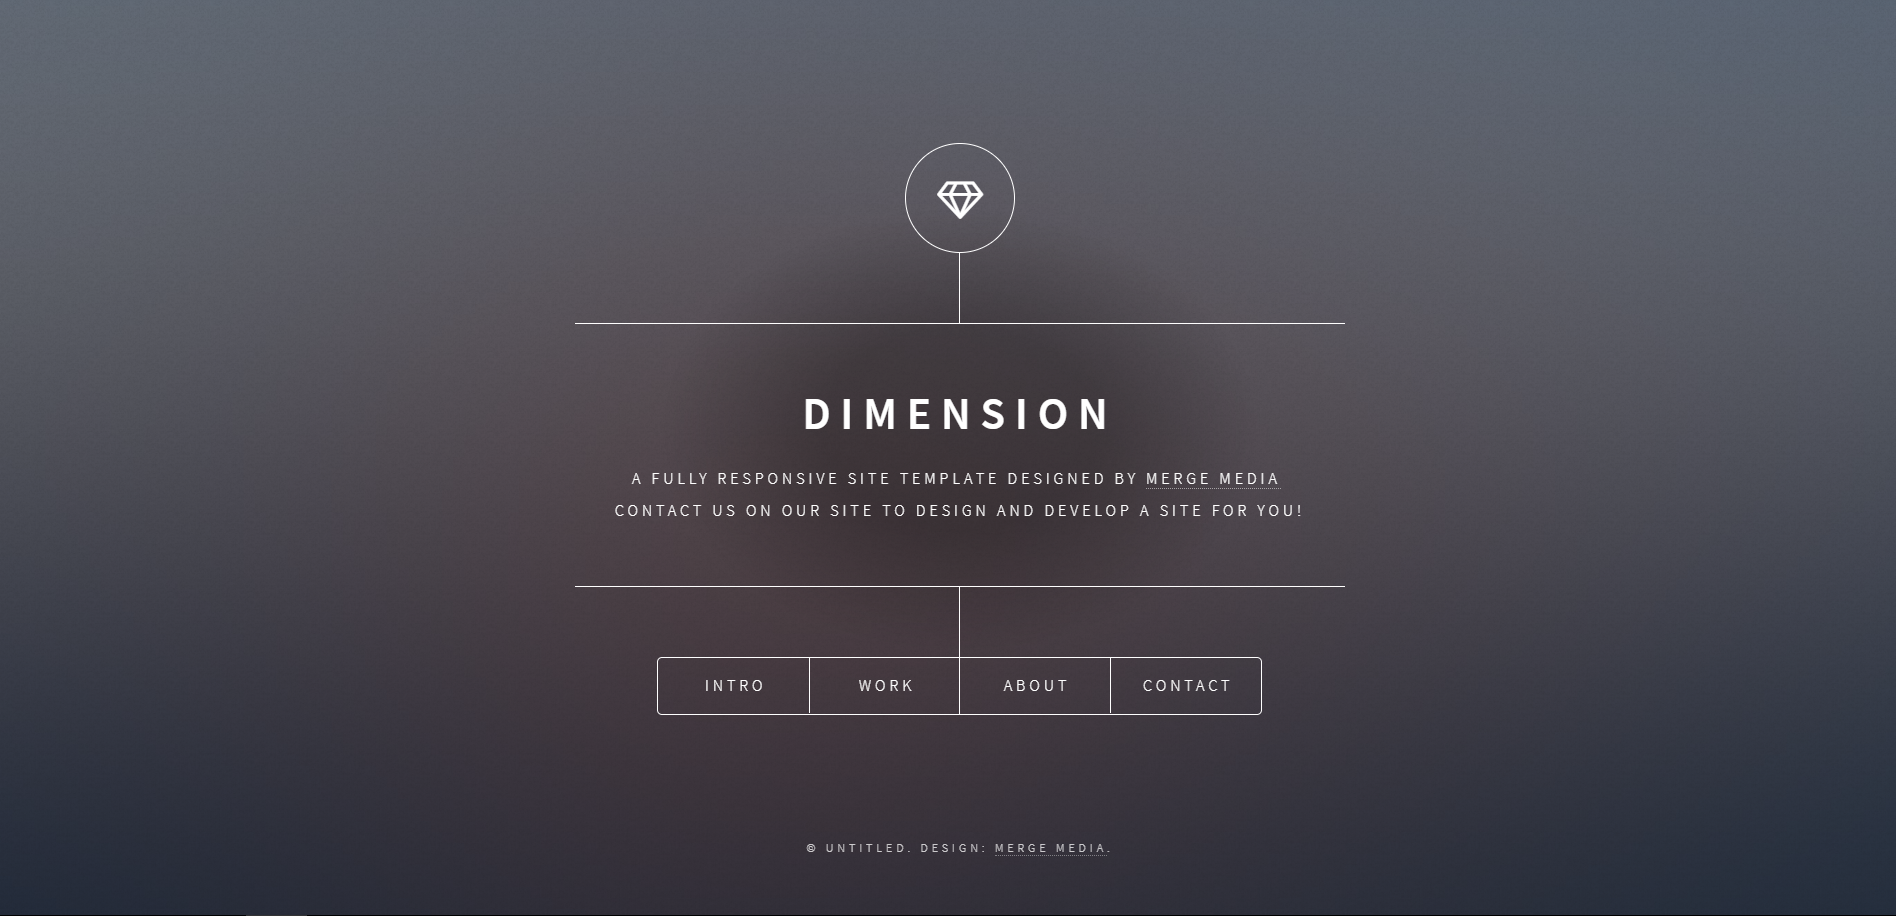 DIMENSION
A FULLY RESPONSIVE SITE TEMPLATE DESIGNED BY MERGE MEDIA
CONTACT US ON OUR SITE TO DESIGN AND DEVELOP A SITE FOR YOU!
INTRO WORK ABOUT CONTACT
© UNTITLED. DESIGN: MERGE MEDIA.